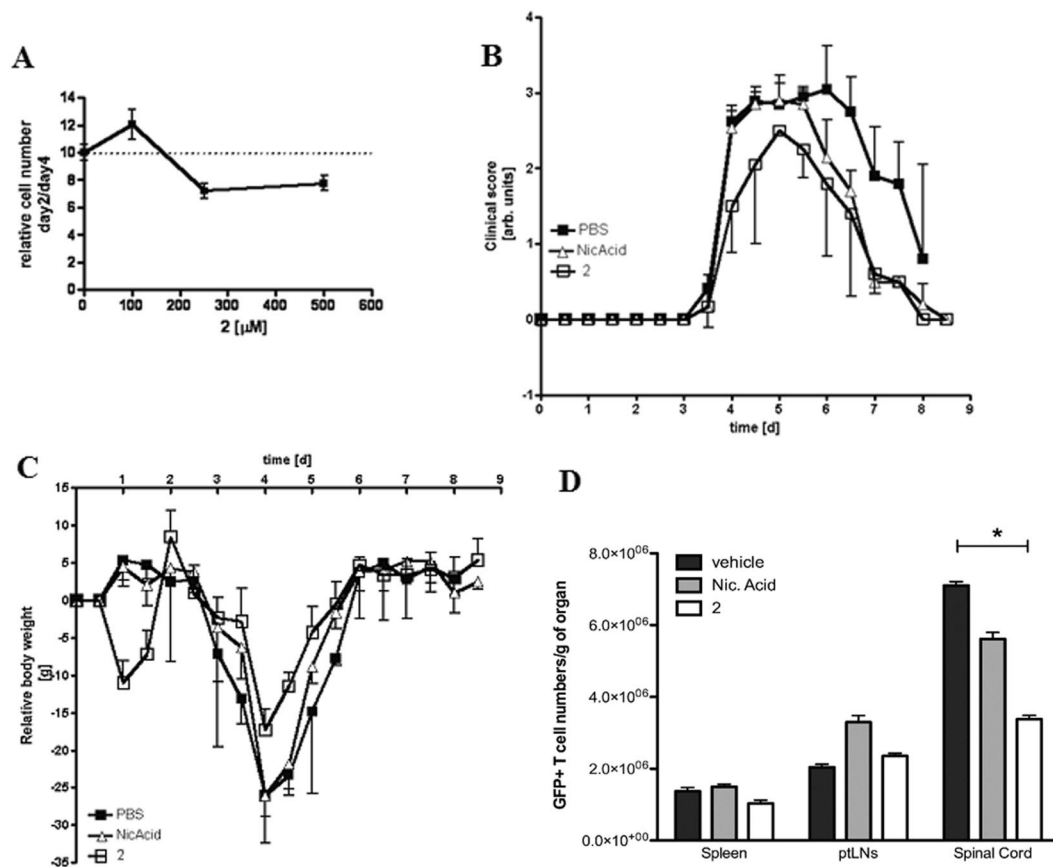 A
relative cell number
day2/day4
14
12
10
8
6
4
2
0
0 100 200 300 400 500 600
2 [µM]
B
Clinical score
[arb. units]
4
3
2
1
0
-1
PBS
NicAcid
2
0 1 2 3 4 5 6 7 8 9
time [d]
C
time [d]
1 2 3 4 5 6 7 8 9
Relative body weight
[g]
15
10
5
0
-5
-10
-15
-20
-25
-30
-35
PBS
NicAcid
2
D
GFP+ T cell numbers/g of organ
8.0×10⁰⁶
6.0×10⁰⁶
4.0×10⁰⁶
2.0×10⁰⁶
0.0×10⁺⁰⁰
vehicle
Nic. Acid
2
*
Spleen ptLNs Spinal Cord